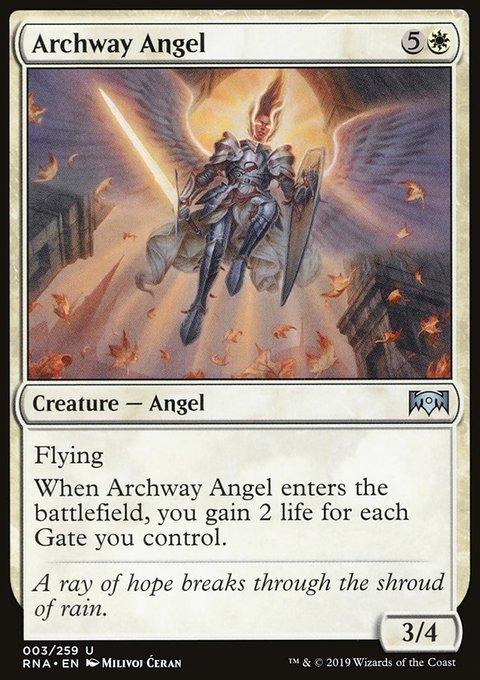 Archway Angel 5
Creature — Angel
Flying
When Archway Angel enters the
battlefield, you gain 2 life for each
Gate you control.
A ray of hope breaks through the shroud
of rain.
3/4
003/259 U
RNA • EN Milivoj Ćeran
™ & © 2019 Wizards of the Coast